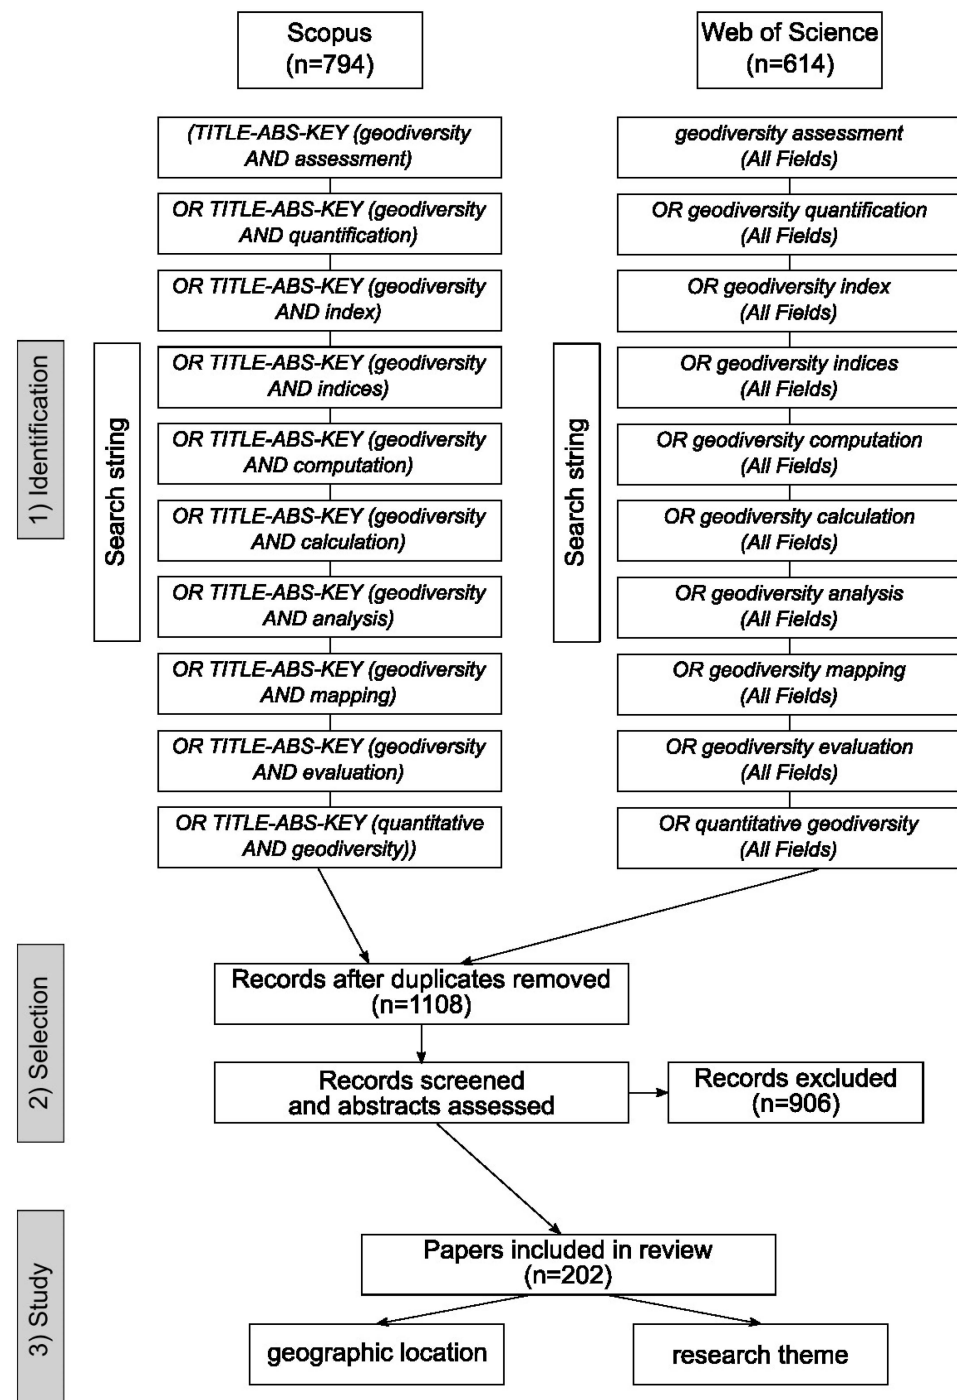 Scopus
(n=794)
Web of Science
(n=614)
1) Identification
Search string
(TITLE-ABS-KEY (geodiversity
AND assessment)
OR TITLE-ABS-KEY (geodiversity
AND quantification)
OR TITLE-ABS-KEY (geodiversity
AND index)
OR TITLE-ABS-KEY (geodiversity
AND indices)
OR TITLE-ABS-KEY (geodiversity
AND computation)
OR TITLE-ABS-KEY (geodiversity
AND calculation)
OR TITLE-ABS-KEY (geodiversity
AND analysis)
OR TITLE-ABS-KEY (geodiversity
AND mapping)
OR TITLE-ABS-KEY (geodiversity
AND evaluation)
OR TITLE-ABS-KEY (quantitative
AND geodiversity))
Search string
geodiversity assessment
(All Fields)
OR geodiversity quantification
(All Fields)
OR geodiversity index
(All Fields)
OR geodiversity indices
(All Fields)
OR geodiversity computation
(All Fields)
OR geodiversity calculation
(All Fields)
OR geodiversity analysis
(All Fields)
OR geodiversity mapping
(All Fields)
OR geodiversity evaluation
(All Fields)
OR quantitative geodiversity
(All Fields)
2) Selection
Records after duplicates removed
(n=1108)
Records screened
and abstracts assessed
Records excluded
(n=906)
3) Study
Papers included in review
(n=202)
geographic location
research theme